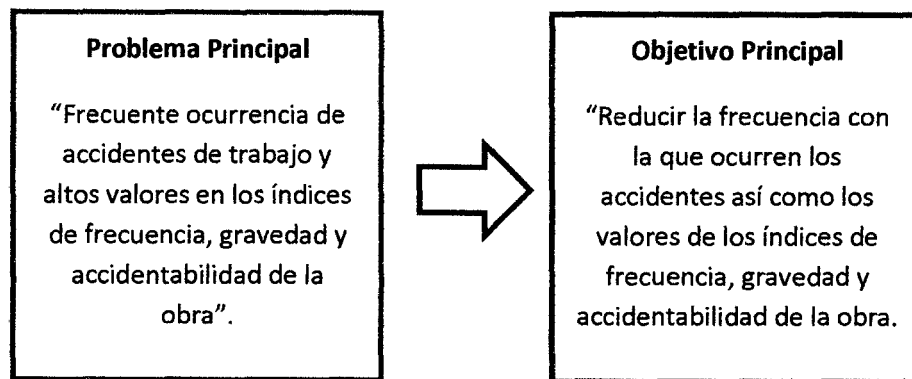 Problema Principal
“Frecuente ocurrencia de
accidentes de trabajo y
altos valores en los índices
de frecuencia, gravedad y
accidentabilidad de la
obra”.
Objetivo Principal
“Reducir la frecuencia con
la que ocurren los
accidentes así como los
valores de los índices de
frecuencia, gravedad y
accidentabilidad de la obra.